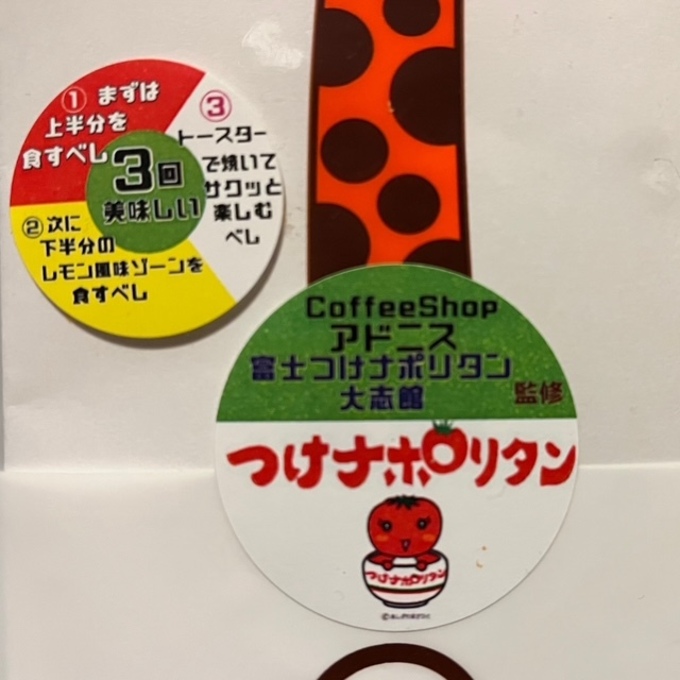 ① まずは
上半分を
食すべし
3回
美味しい
② 次に
下半分の
レモン風味ゾーンを
食すべし
③
トースター
で焼いて
サクッと
楽しむ
べし
CoffeeShop
アドニス
富士つけナポリタン
大志館
監修
つけナポリタン
つけナポリタン